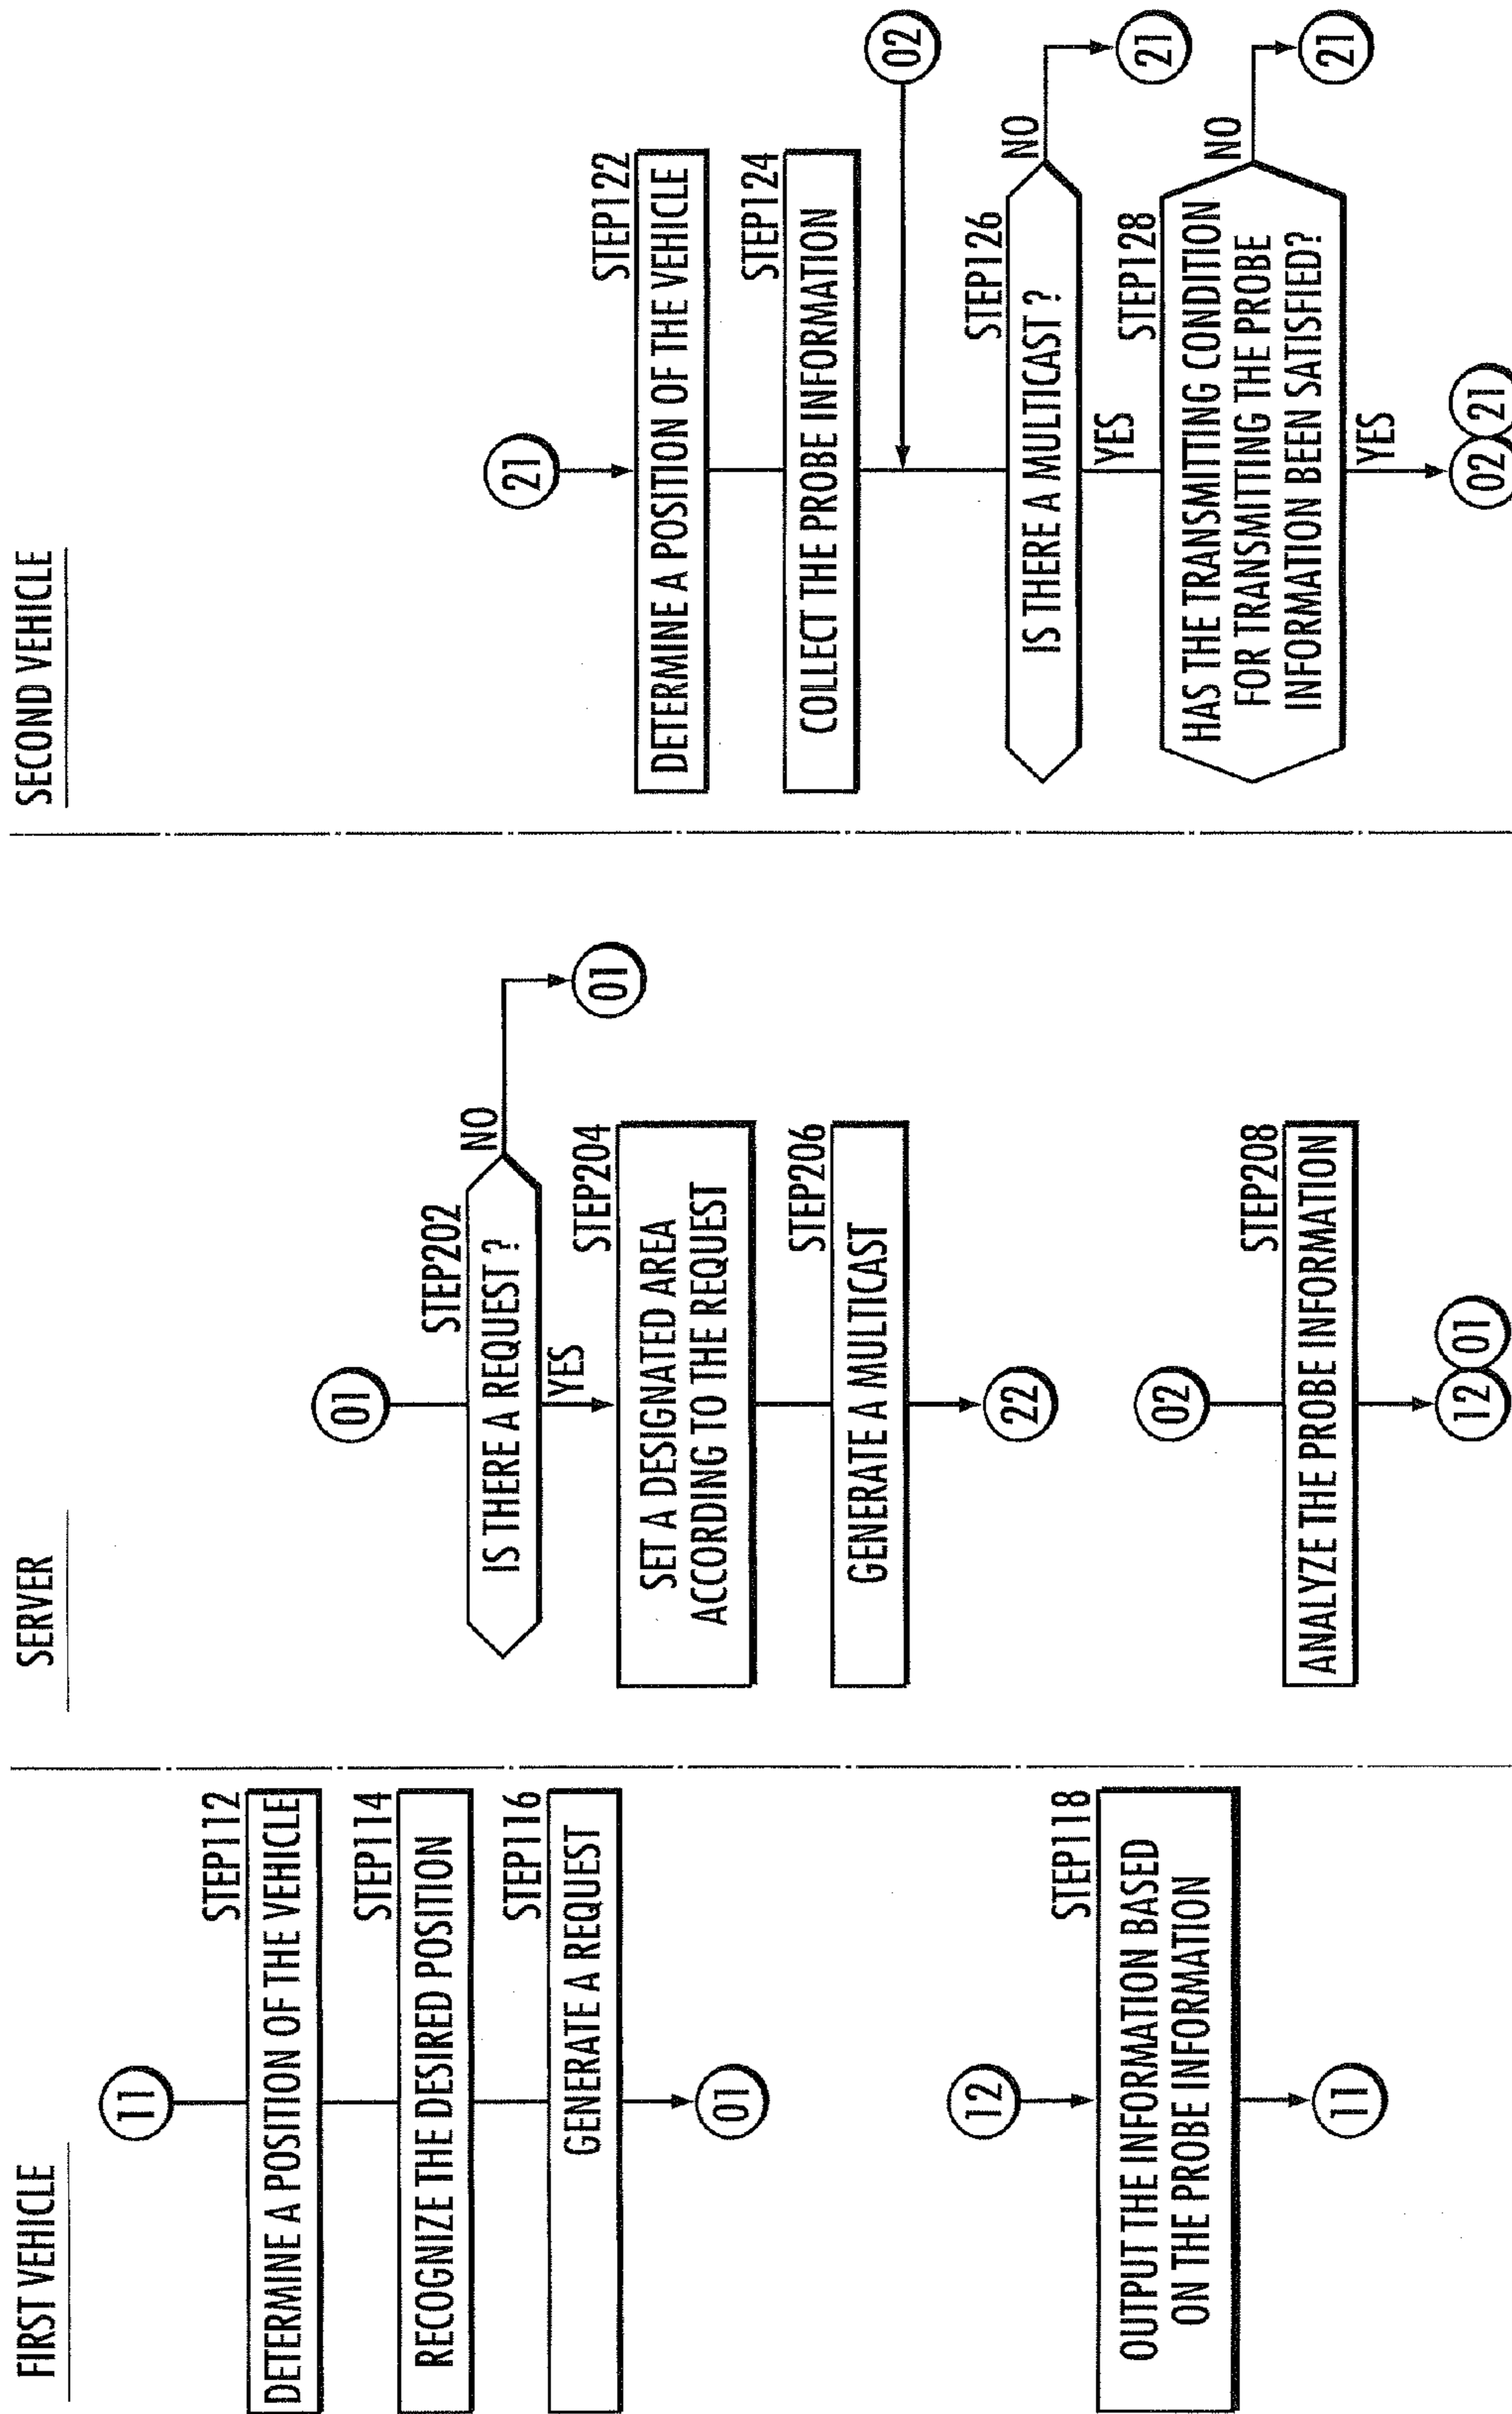 FIRST VEHICLE
11
STEP112
DETERMINE A POSITION OF THE VEHICLE
STEP114
RECOGNIZE THE DESIRED POSITION
STEP116
GENERATE A REQUEST
01
12
STEP118
OUTPUT THE INFORMATION BASED
ON THE PROBE INFORMATION
11
SERVER
01
STEP202
IS THERE A REQUEST ?
NO
01
YES
STEP204
SET A DESIGNATED AREA
ACCORDING TO THE REQUEST
STEP206
GENERATE A MULTICAST
22
02
STEP208
ANALYZE THE PROBE INFORMATION
12 01
SECOND VEHICLE
21
STEP122
DETERMINE A POSITION OF THE VEHICLE
STEP124
COLLECT THE PROBE INFORMATION
02
STEP126
IS THERE A MULTICAST ?
NO
21
YES
STEP128
HAS THE TRANSMITTING CONDITION
FOR TRANSMITTING THE PROBE
INFORMATION BEEN SATISFIED?
NO
21
YES
02 21